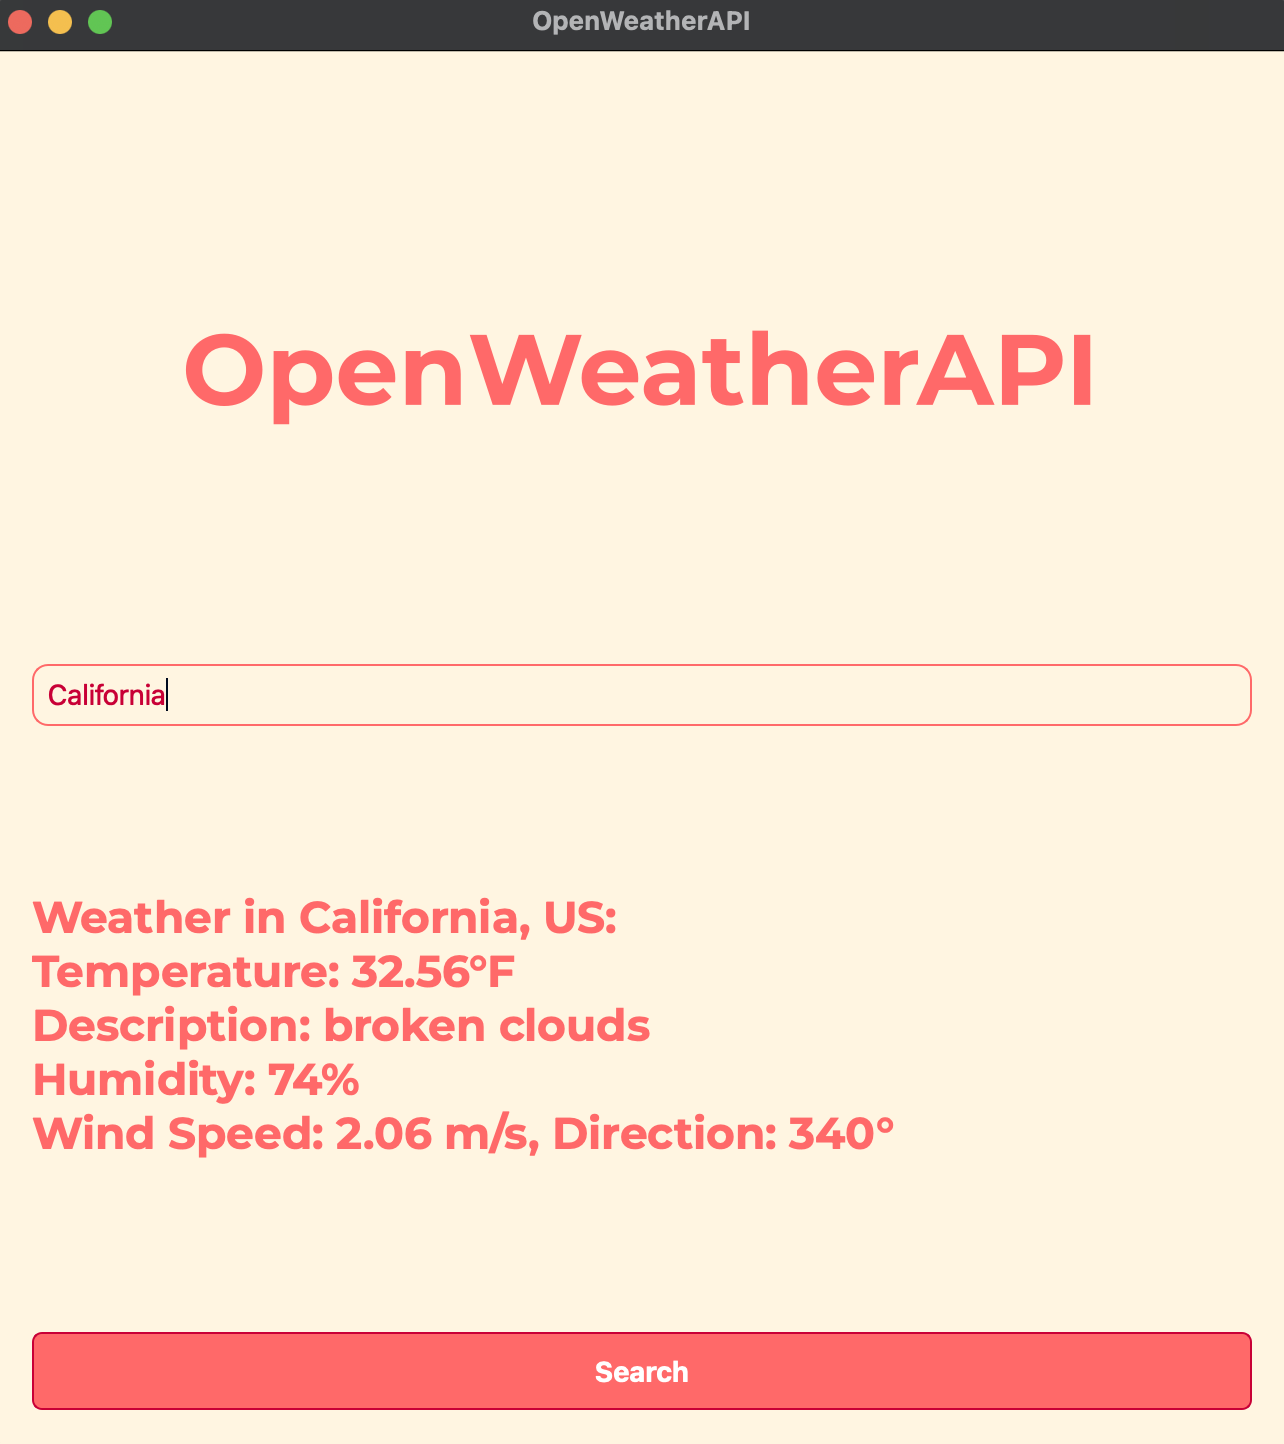 OpenWeatherAPI
OpenWeatherAPI
California
Weather in California, US:
Temperature: 32.56°F
Description: broken clouds
Humidity: 74%
Wind Speed: 2.06 m/s, Direction: 340°
Search